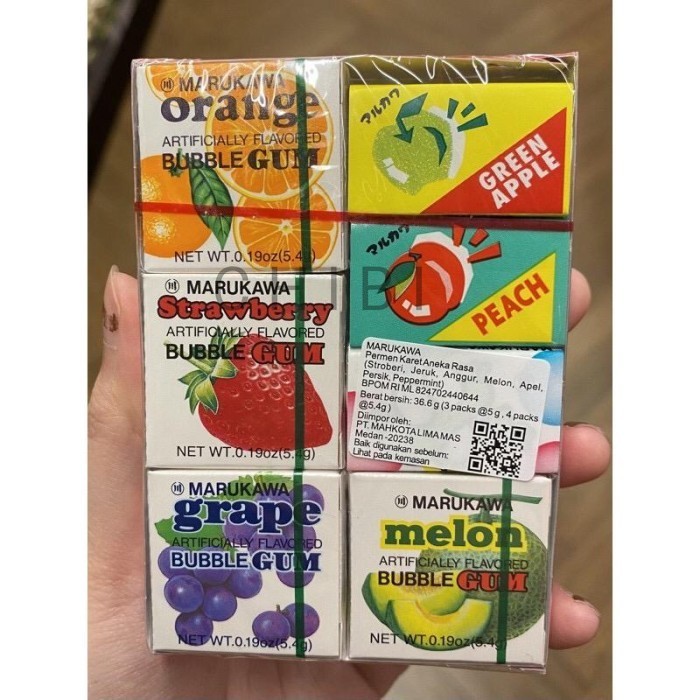 MARUKAWA
orange
ARTIFICIALLY FLAVORED
BUBBLE GUM
NET WT. 0.19oz(5.4g)
マルカワ
GREEN
APPLE
マルカワ
PEACH
CHIBI
MARUKAWA
Strawberry
ARTIFICIALLY FLAVORED
BUBBLE GUM
NET WT. 0.19oz(5.4g)
MARUKAWA
Permen Karet Aneka Rasa
(Stroberi, Jeruk, Anggur, Melon, Apel,
Persik, Peppermint)
BPOM RI ML 824702440644
Berat bersih: 36.6 g (3 packs @5 g , 4 packs
@5.4g )
Diimpor oleh:
PT. MAHKOTA LIMA MAS
Medan -20238
Baik digunakan sebelum:
Lihat pada kemasan
MARUKAWA
grape
ARTIFICIALLY FLAVORED
BUBBLE GUM
NET WT. 0.19oz(5.4g)
MARUKAWA
melon
ARTIFICIALLY FLAVORED
BUBBLE GUM
NET WT. 0.19oz(5.4g)